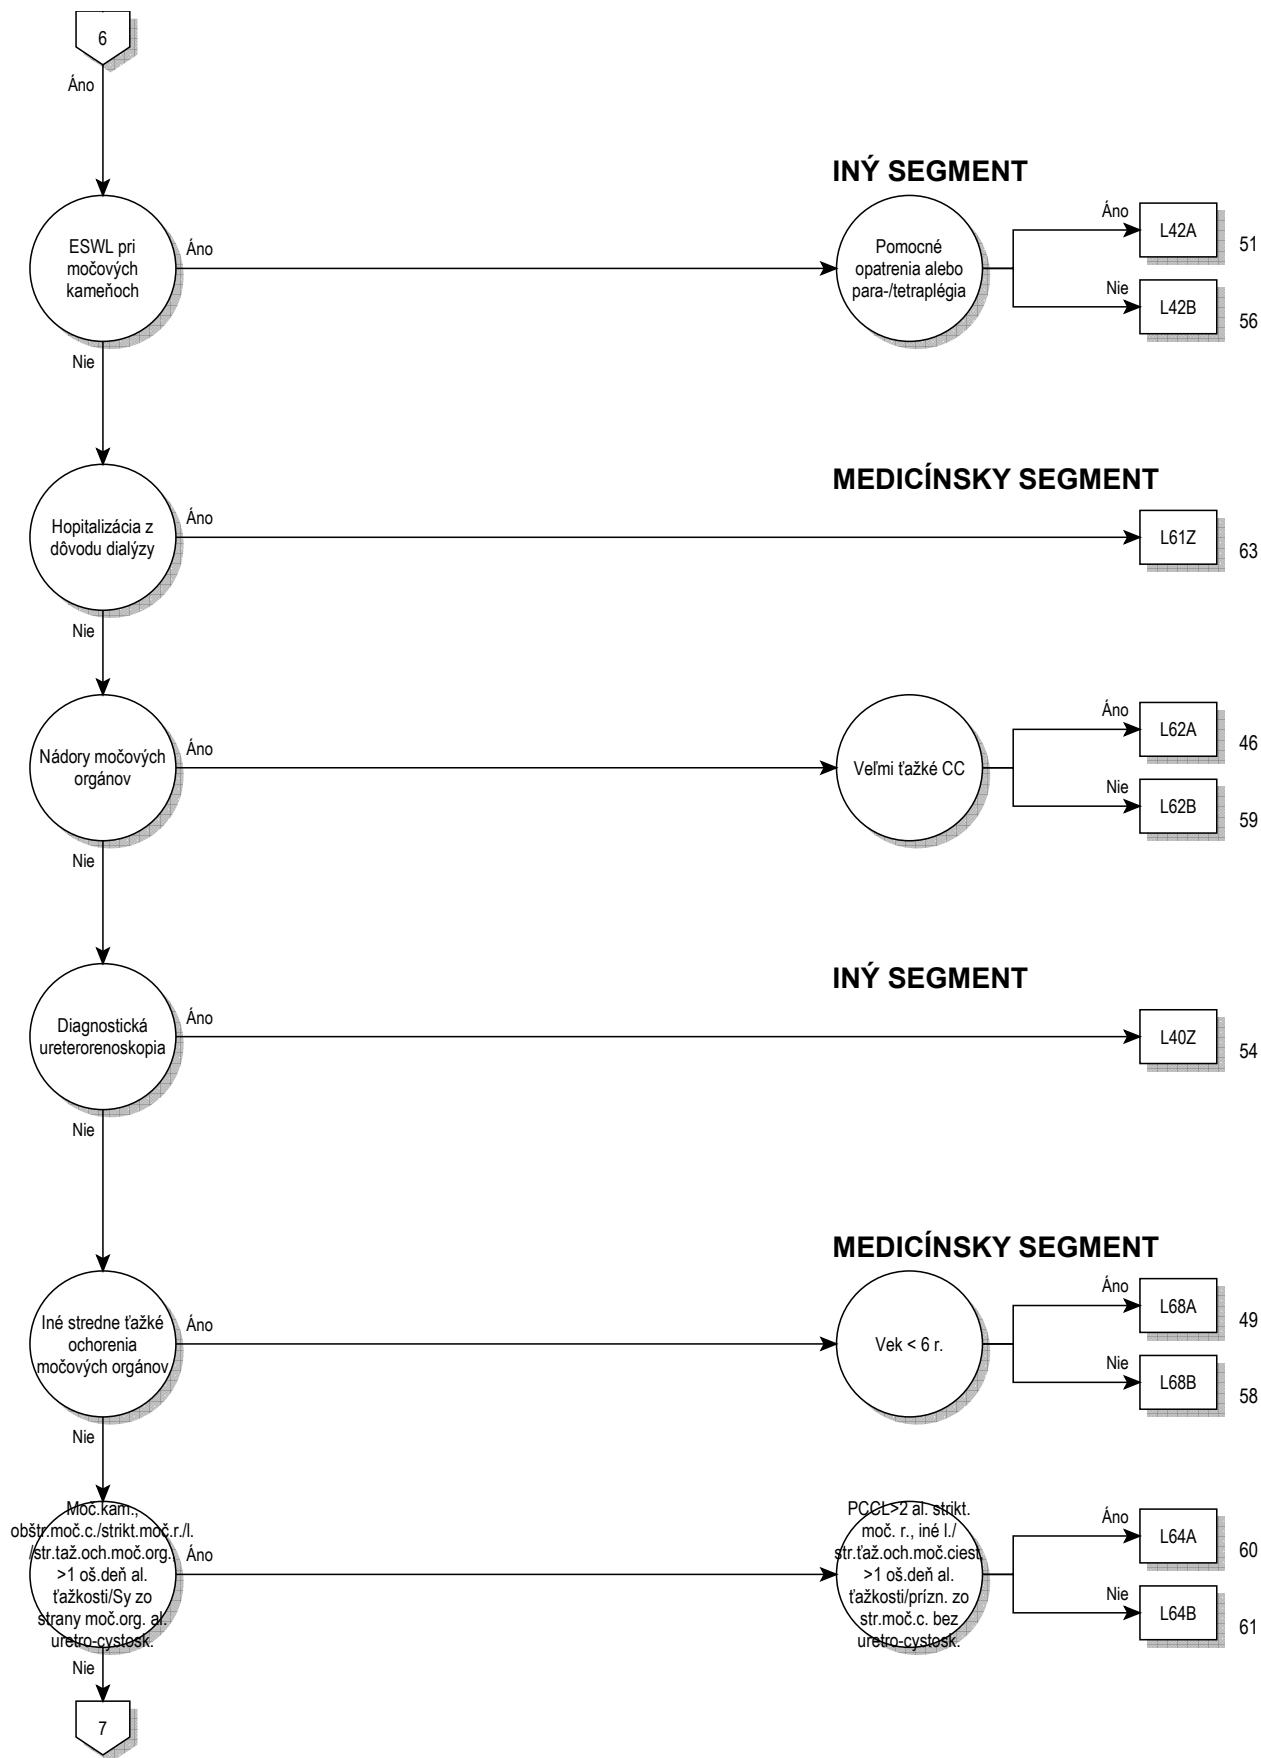 6
Áno
INÝ SEGMENT
ESWL pri
močových
kameňoch
Áno
Pomocné
opatrenia alebo
para-/tetraplégia
Áno
L42A
51
Nie
L42B
56
Nie
MEDICÍNSKY SEGMENT
Hopitalizácia z
dôvodu dialýzy
Áno
L61Z
63
Nie
Nádory močových
orgánov
Áno
Veľmi ťažké CC
Áno
L62A
46
Nie
L62B
59
Nie
INÝ SEGMENT
Diagnostická
ureterorenoskopia
Áno
L40Z
54
Nie
MEDICÍNSKY SEGMENT
Iné stredne ťažké
ochorenia
močových orgánov
Áno
Vek < 6 r.
Áno
L68A
49
Nie
L68B
58
Nie
Moč.kam.,
obštr.moč.c./strikt.moč.r./l.
/str.ťaž.och.moč.org.
>1 oš.deň al.
ťažkosti/Sy zo
strany moč.org. al.
uretro-cystosk.
Áno
PCCL>2 al. strikt.
moč. r., iné l./
str.ťaž.och.moč.ciest
>1 oš.deň al.
ťažkosti/prízn. zo
str.moč.c. bez
uretro-cystosk.
Áno
L64A
60
Nie
L64B
61
Nie
7